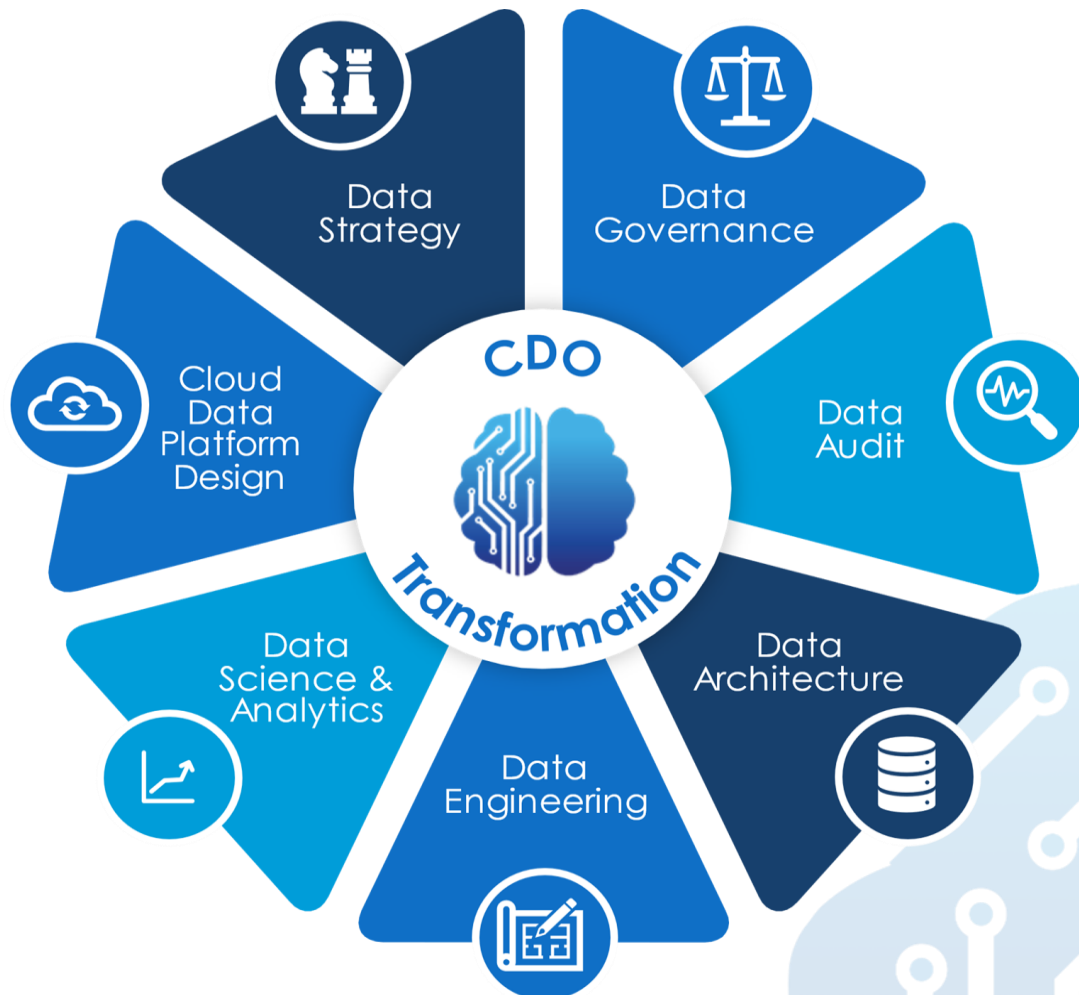 Data
Strategy
Data
Governance
Cloud
Data
Platform
Design
CDO
Transformation
Data
Audit
Data
Science &
Analytics
Data
Architecture
Data
Engineering